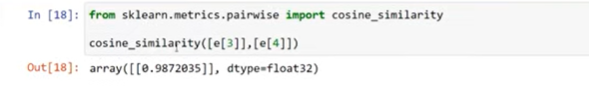 In [18]: from sklearn.metrics.pairwise import cosine_similarity
cosine_similarity([e[3]],[e[4]])
Out[18]: array([[0.9872035]], dtype=float32)